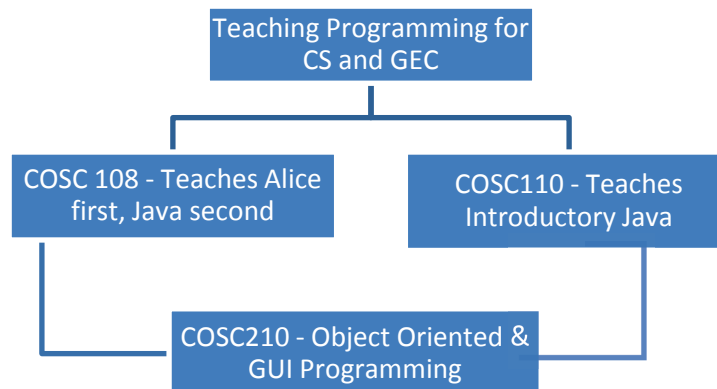 Teaching Programming for
CS and GEC
COSC 108 - Teaches Alice
first, Java second
COSC110 - Teaches
Introductory Java
COSC210 - Object Oriented &
GUI Programming